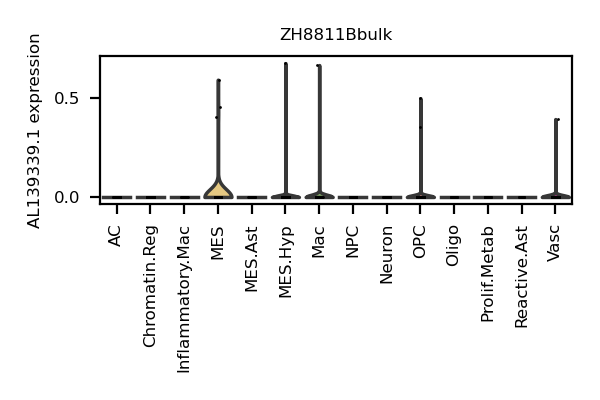 ZH8811Bbulk
AL139339.1 expression
0.5
0.0
AC
Chromatin.Reg
Inflammatory.Mac
MES
MES.Ast
MES.Hyp
Mac
NPC
Neuron
OPC
Oligo
Prolif.Metab
Reactive.Ast
Vasc